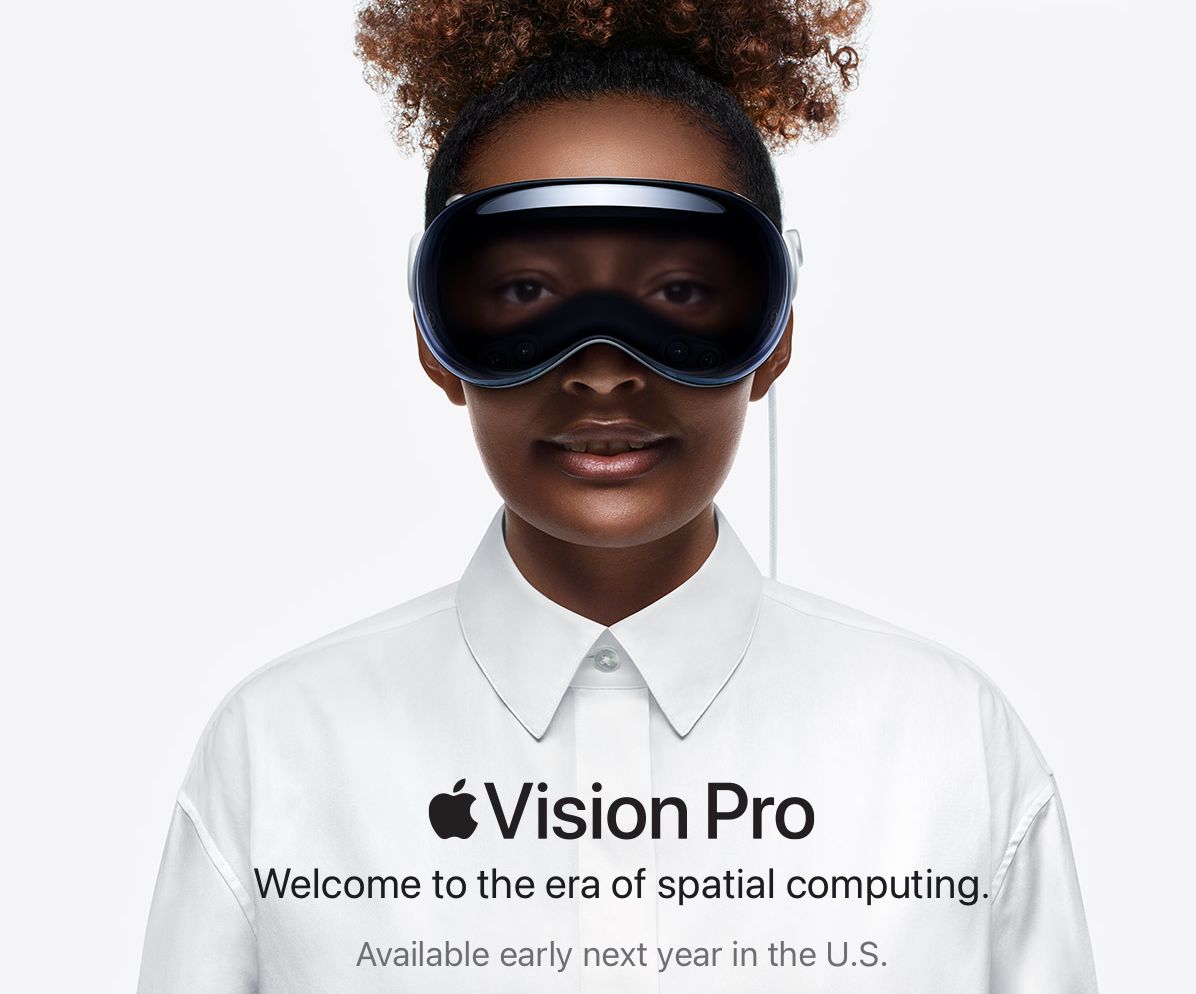 Vision Pro
Welcome to the era of spatial computing.
Available early next year in the U.S.